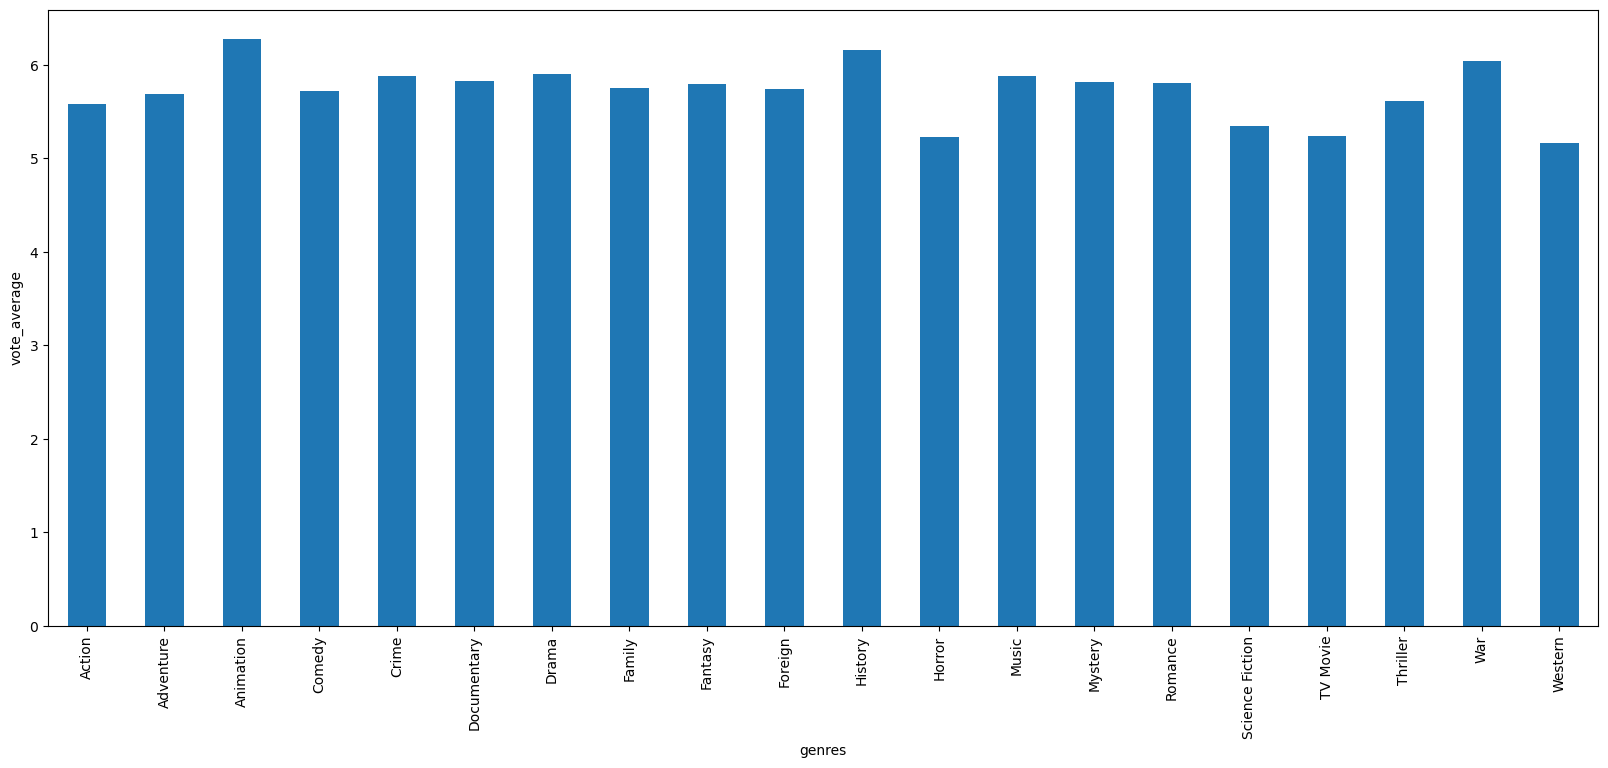 vote_average
6
5
4
3
2
1
0
Action
Adventure
Animation
Comedy
Crime
Documentary
Drama
Family
Fantasy
Foreign
History
Horror
Music
Mystery
Romance
Science Fiction
TV Movie
Thriller
War
Western
genres